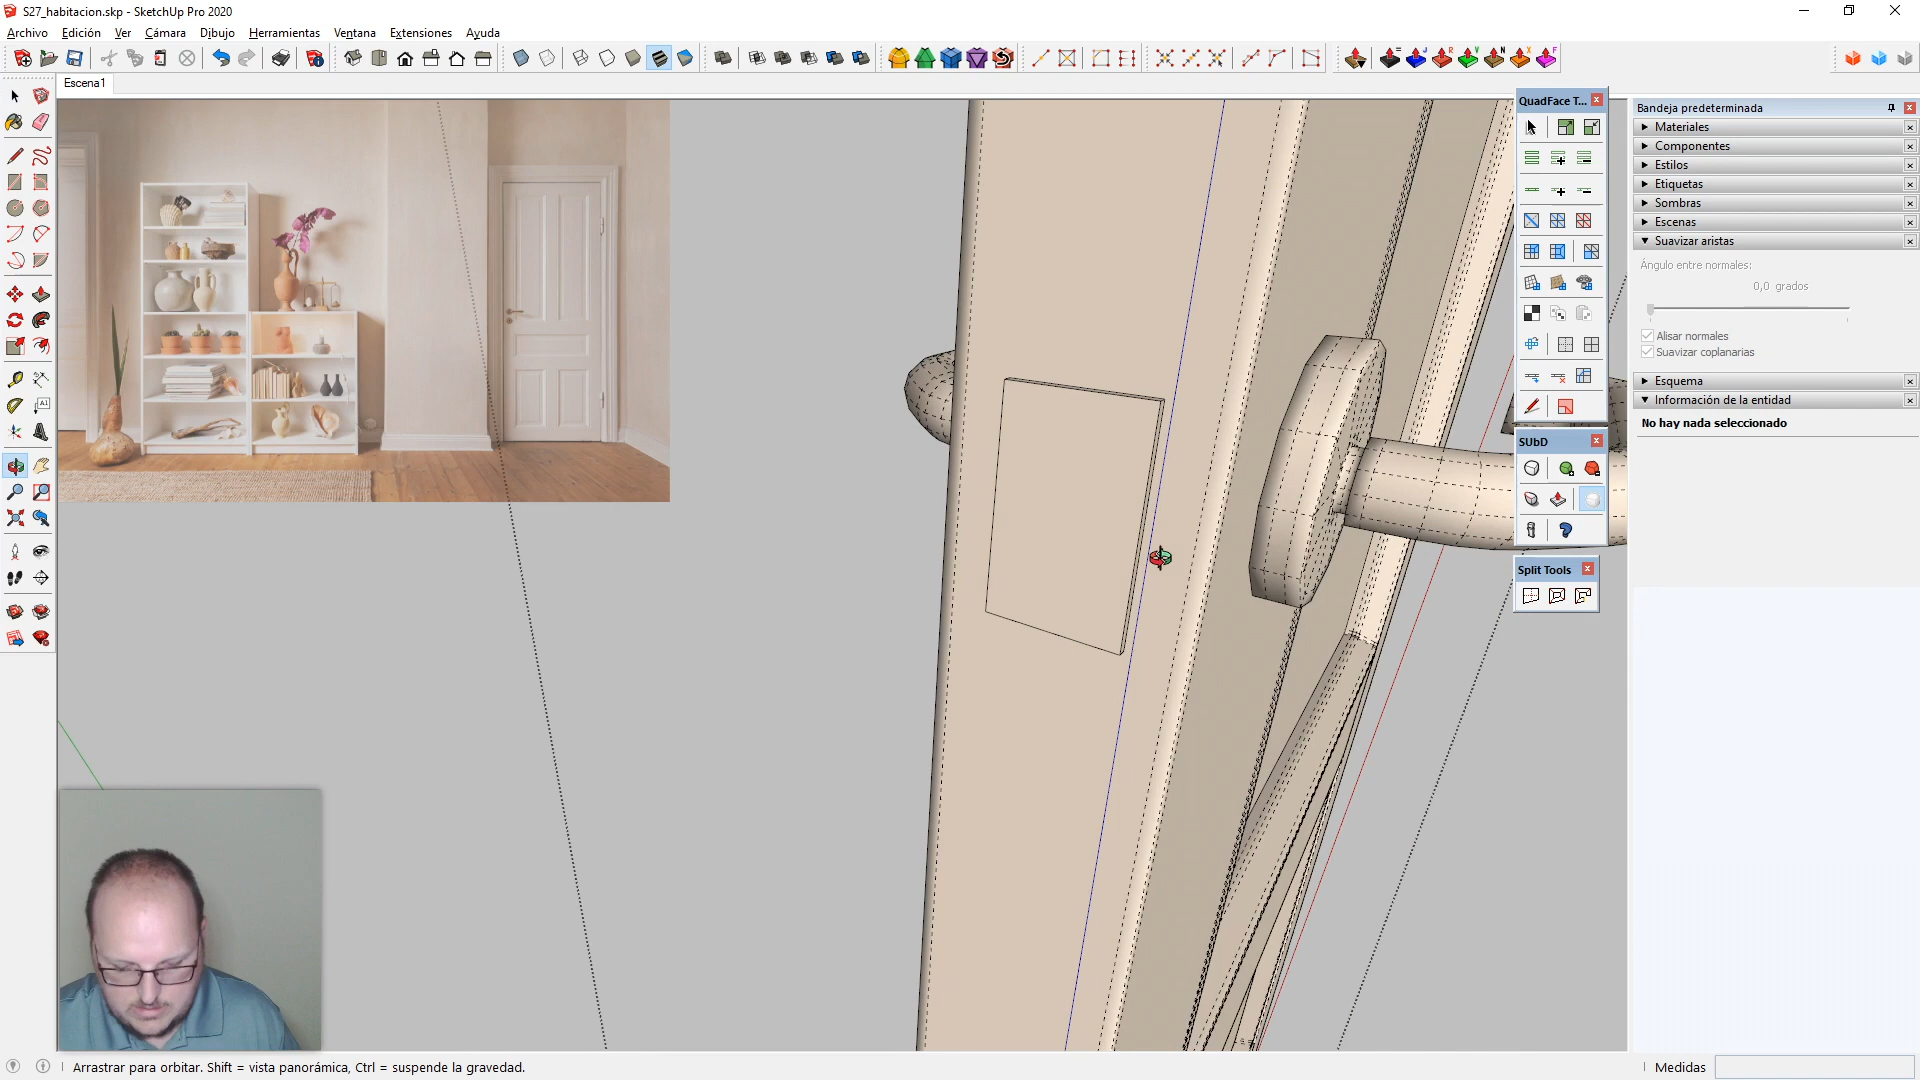 S27_habitacion.skp - SketchUp Pro 2020
Archivo Edición Ver Cámara Dibujo Herramientas Ventana Extensiones Ayuda
Escena1
QuadFace T...
SUbD
Split Tools
Bandeja predeterminada
Materiales
Componentes
Estilos
Etiquetas
Sombras
Escenas
Suavizar aristas
Ángulo entre normales:
0,0 grados
Alisar normales
Suavizar coplanarias
Esquema
Información de la entidad
No hay nada seleccionado
Arrastrar para orbitar. Shift = vista panorámica, Ctrl = suspende la gravedad.
Medidas